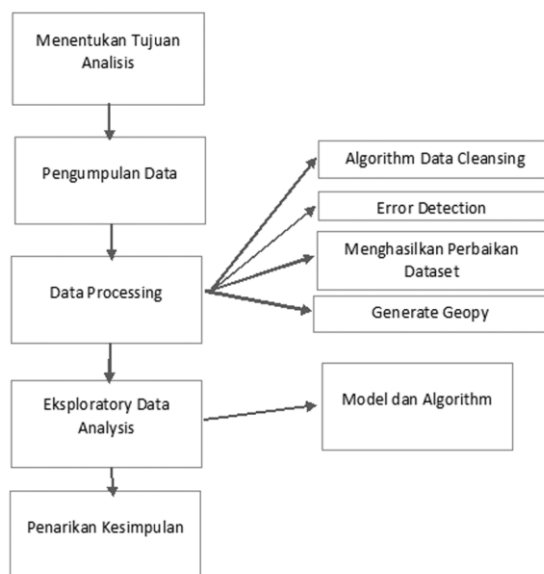 Menentukan Tujuan
Analisis
Pengumpulan Data
Algorithm Data Cleansing
Error Detection
Menghasilkan Perbaikan
Dataset
Data Processing
Generate Geopy
Eksploratory Data
Analysis
Model dan Algorithm
Penarikan Kesimpulan